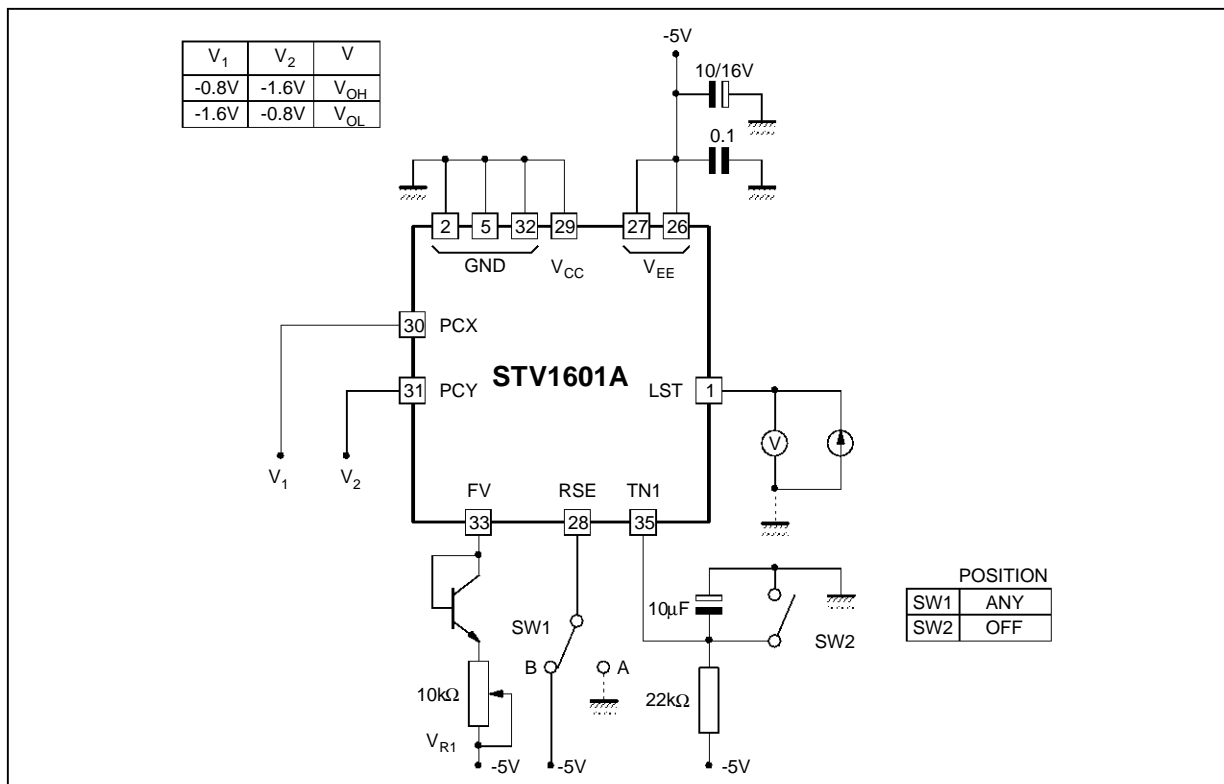 -5V
V1 V2 V
-0.8V -1.6V VOH
-1.6V -0.8V VOL
10/16V
0.1
2 5 32 29 27 26
GND VCC VEE
30 PCX
STV1601A
31 PCY
LST 1
V
V1 V2
FV RSE TN1
33 28 35
POSITION
SW1 ANY
SW2 OFF
10μF
SW1
SW2
B A
10kΩ
22kΩ
VR1
-5V -5V -5V